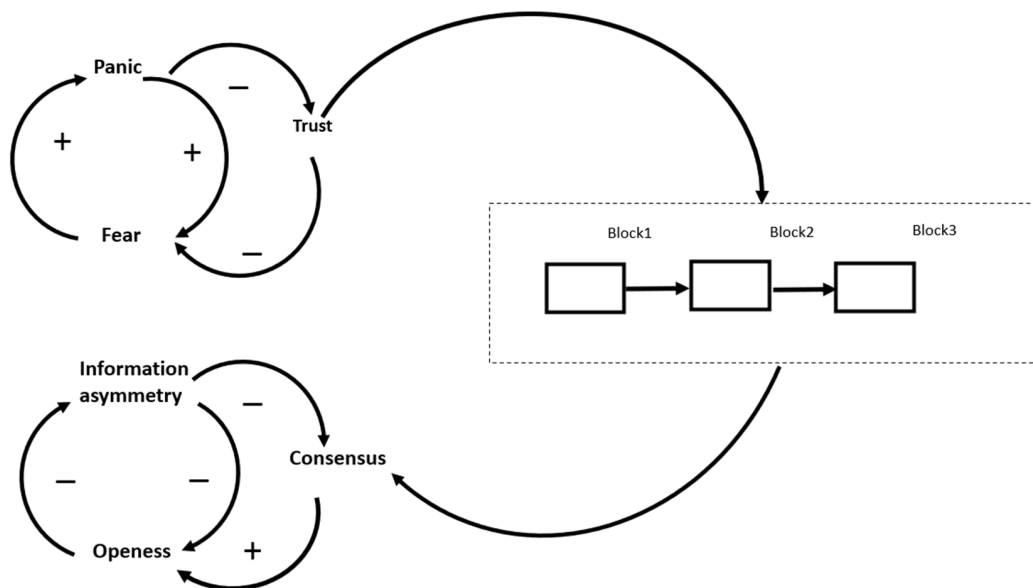 Panic
−
Trust
+
+
Fear
−
Block1
Block2
Block3
Information
asymmetry
−
Consensus
−
−
Openess
+